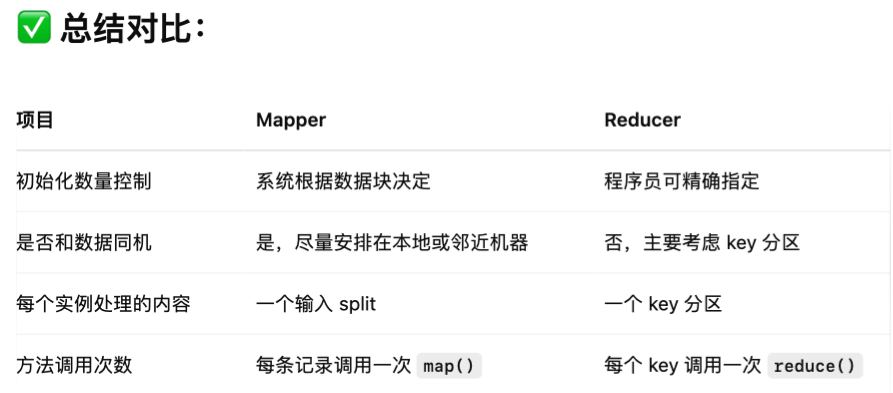 ✅ 总结对比：
项目 Mapper Reducer
初始化数量控制 系统根据数据块决定 程序员可精确指定
是否和数据同机 是，尽量安排在本地或邻近机器 否，主要考虑 key 分区
每个实例处理的内容 一个输入 split 一个 key 分区
方法调用次数 每条记录调用一次 map() 每个 key 调用一次 reduce()